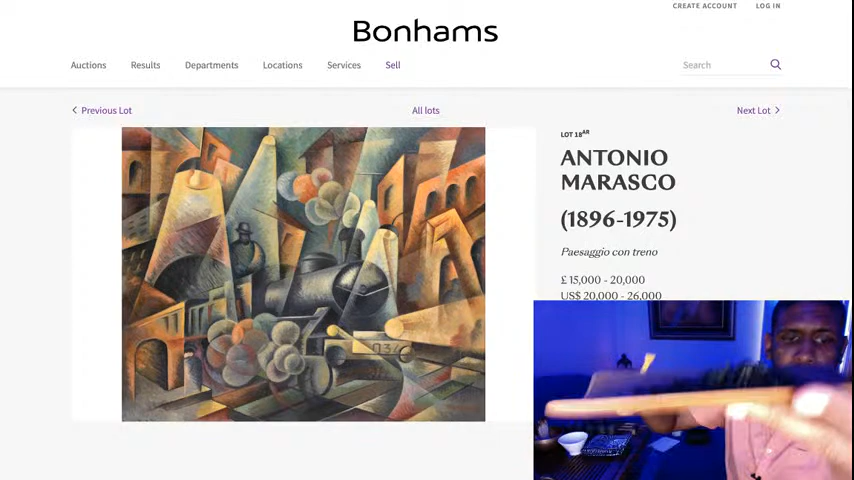 CREATE ACCOUNT LOG IN
Bonhams
Auctions Results Departments Locations Services Sell Search
Previous Lot All lots Next Lot
LOT 18AR
ANTONIO
MARASCO
(1896-1975)
Paesaggio con treno
£ 15,000 - 20,000
US$ 20,000 - 26,000
034